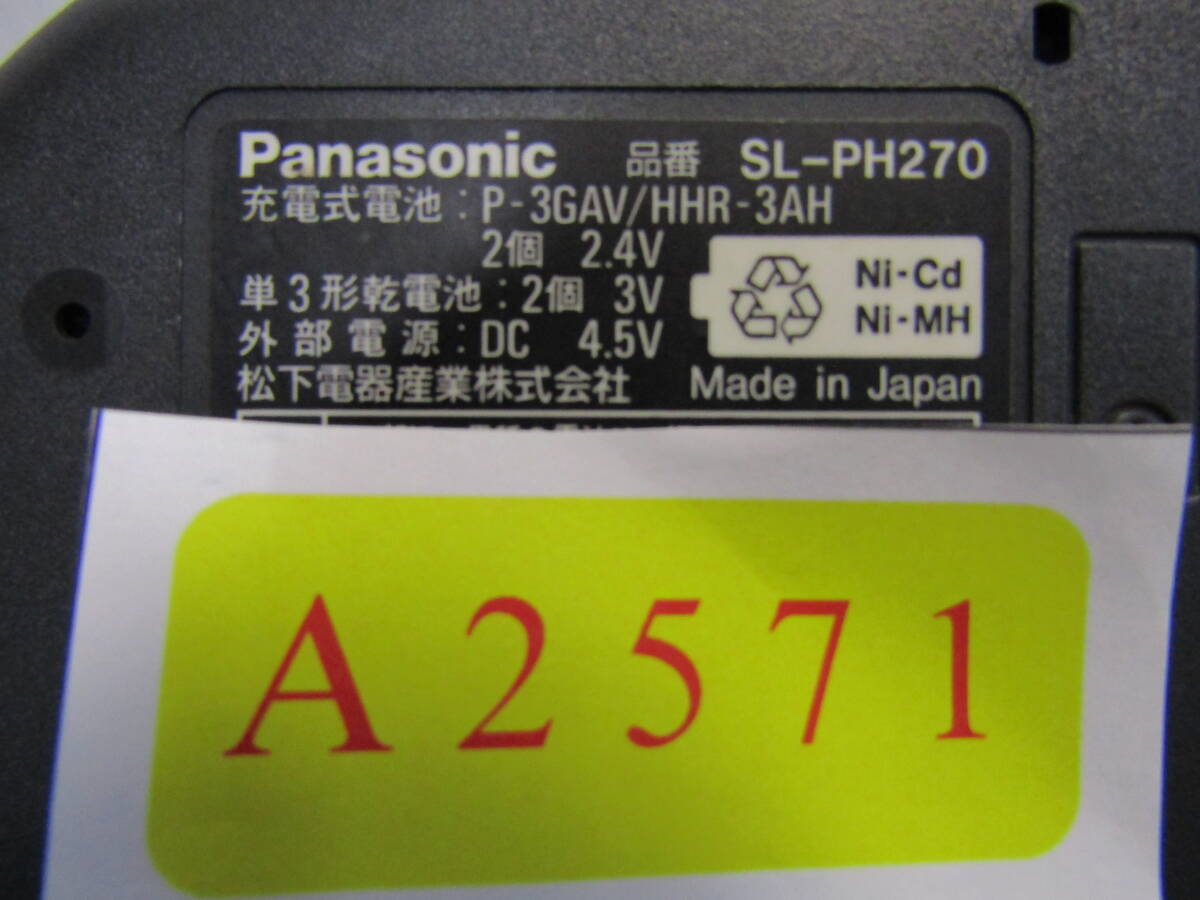 Panasonic 品番 SL-PH270
充電式電池:P-3GAV/HHR-3AH
2個 2.4V
単3形乾電池:2個 3V
外部電源:DC 4.5V
Ni-Cd
Ni-MH
松下電器産業株式会社 Made in Japan
A2571